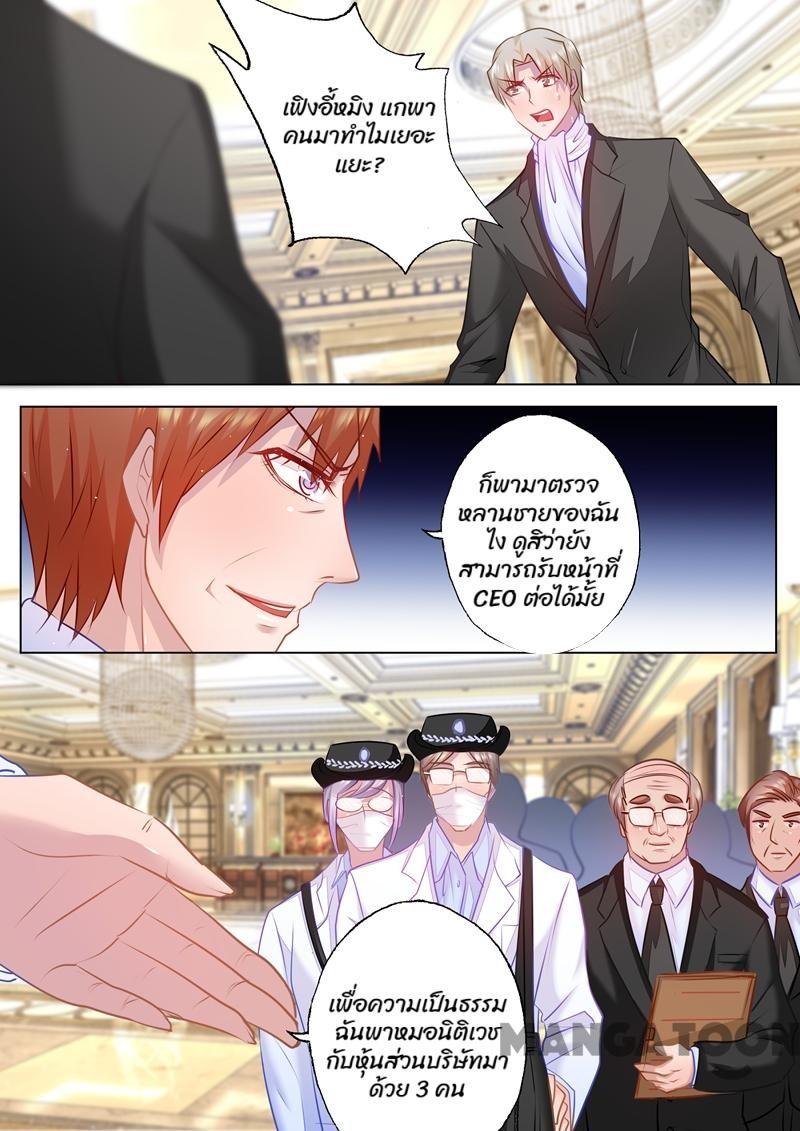 เฟิงอี้หมิง แกพา
คนมาทำไมเยอะ
แยะ?
ก็พามาตรวจ
หลานชายของฉัน
ไง ดูสิว่ายัง
สามารถรับหน้าที่
CEO ต่อได้มั้ย
เพื่อความเป็นธรรม
ฉันพาหมอนิติเวช
กับหุ้นส่วนบริษัทมา
ด้วย 3 คน
MANGATOON